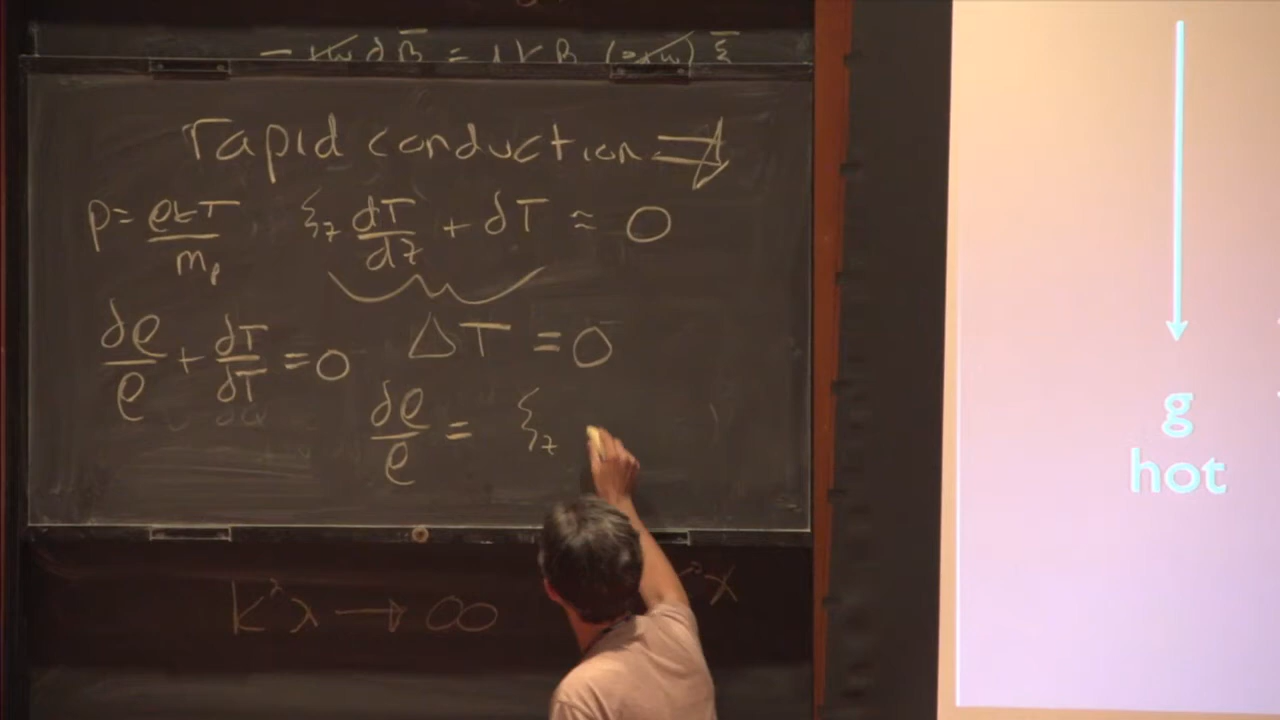 rapid conduction ⇒
p = ρkT / m_p
ξ_z dT/dz + δT ≈ 0
δρ/ρ + δT/δT = 0
ΔT = 0
δρ/ρ = ξ_z
k²χ → ∞
g
hot